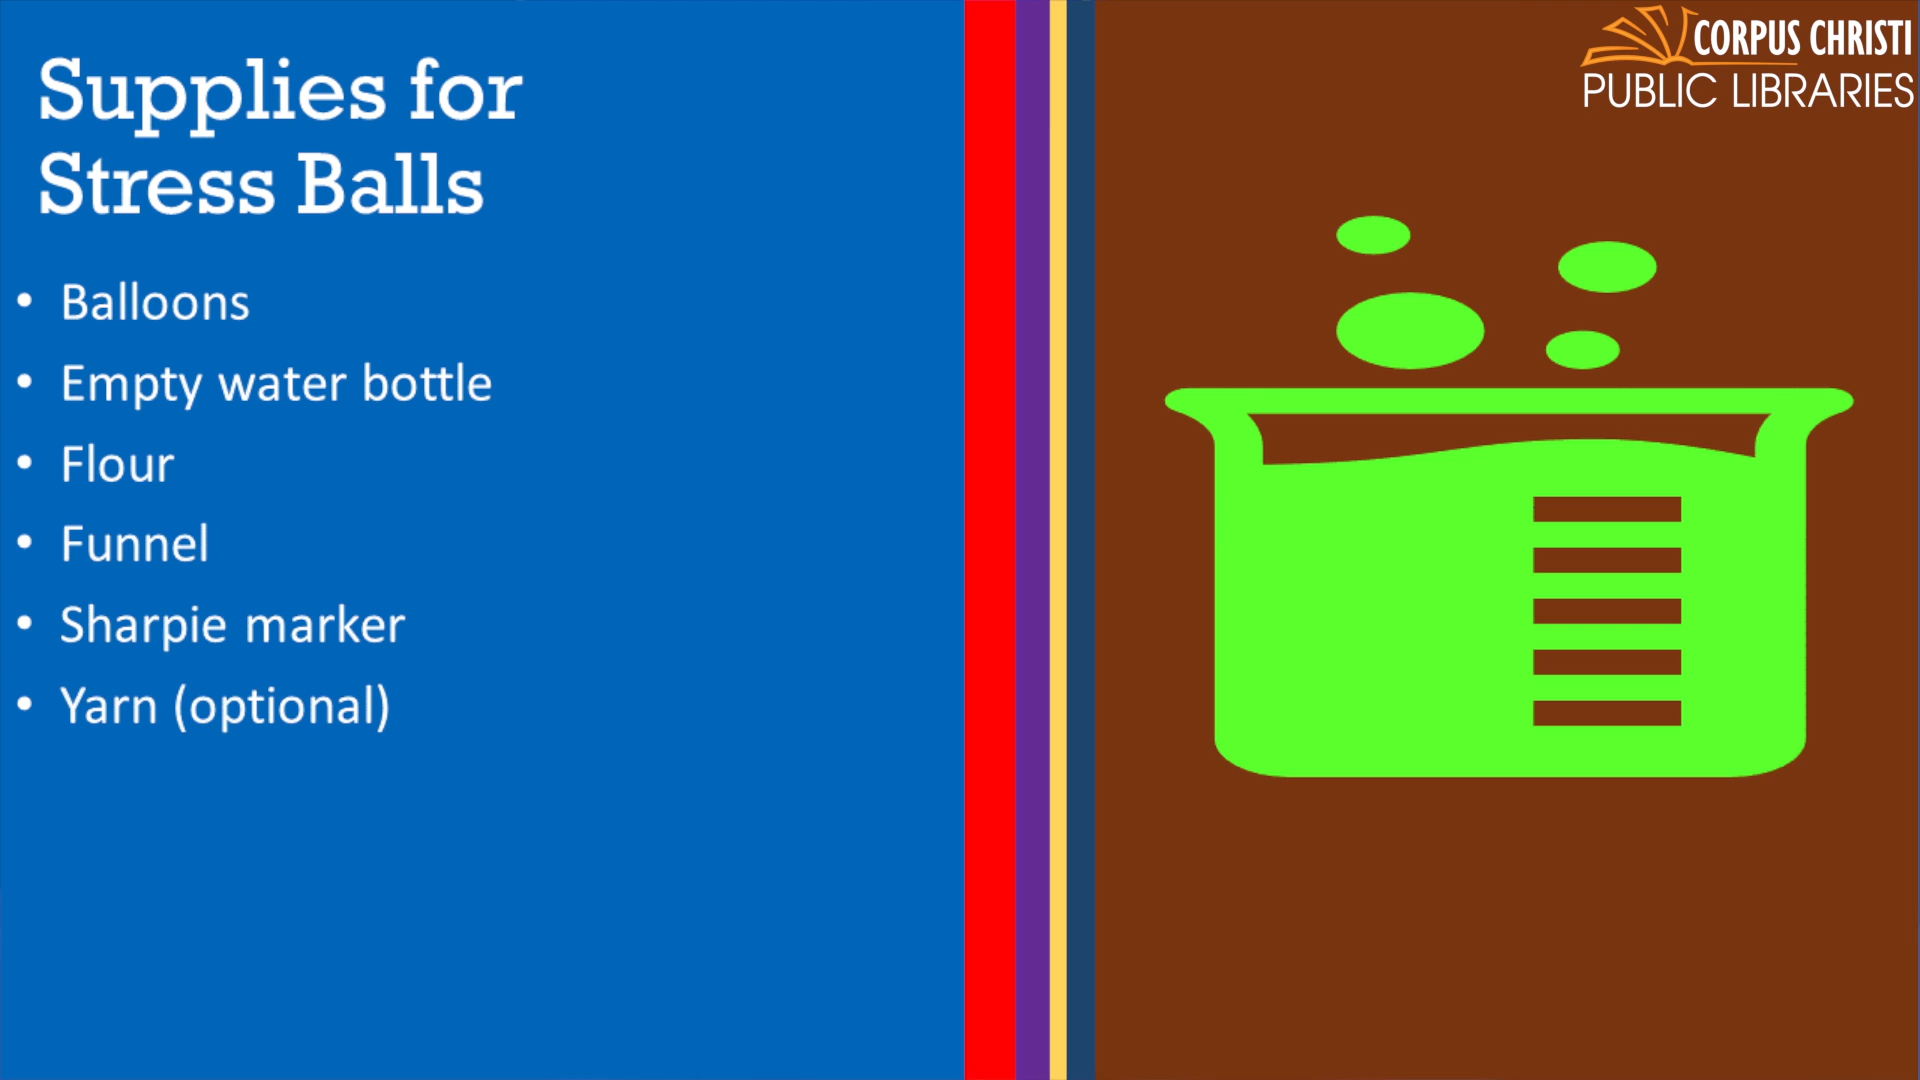 Supplies for
Stress Balls
• Balloons
• Empty water bottle
• Flour
• Funnel
• Sharpie marker
• Yarn (optional)
CORPUS CHRISTI
PUBLIC LIBRARIES